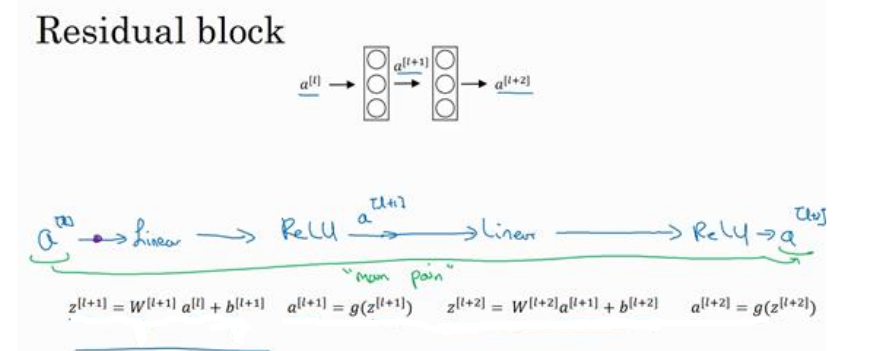 Residual block
a[l] → a[l+1] → a[l+2]
a[l] → Linear → ReLU a[l+1] → Linear → ReLU → a[l+2]
"main path"
z[l+1] = W[l+1] a[l] + b[l+1] a[l+1] = g(z[l+1]) z[l+2] = W[l+2]a[l+1] + b[l+2] a[l+2] = g(z[l+2])